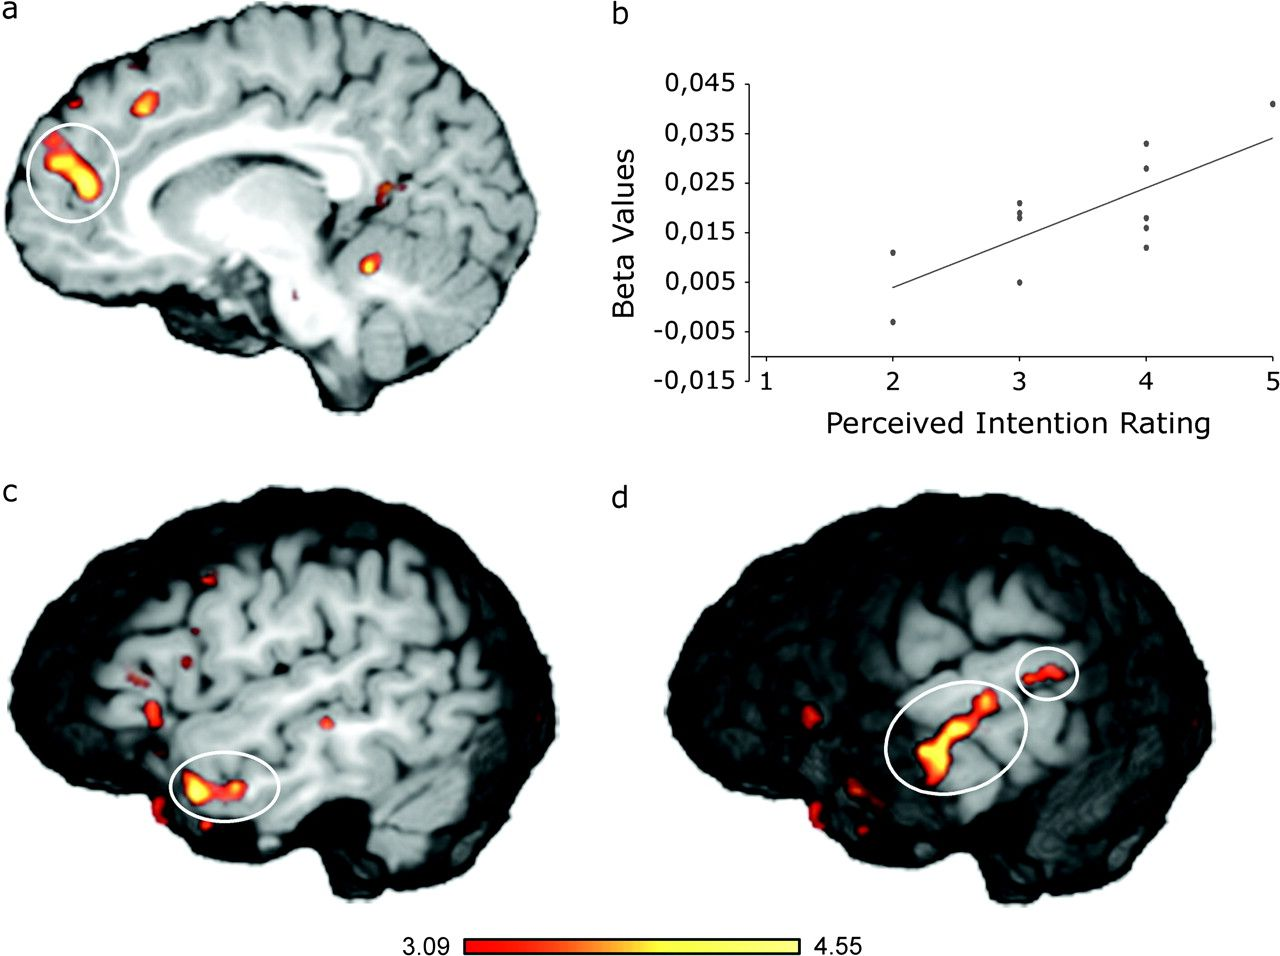 a
b
0,045
0,035
0,025
0,015
0,005
-0,005
-0,015
Beta Values
1 2 3 4 5
Perceived Intention Rating
c
d
3.09 4.55